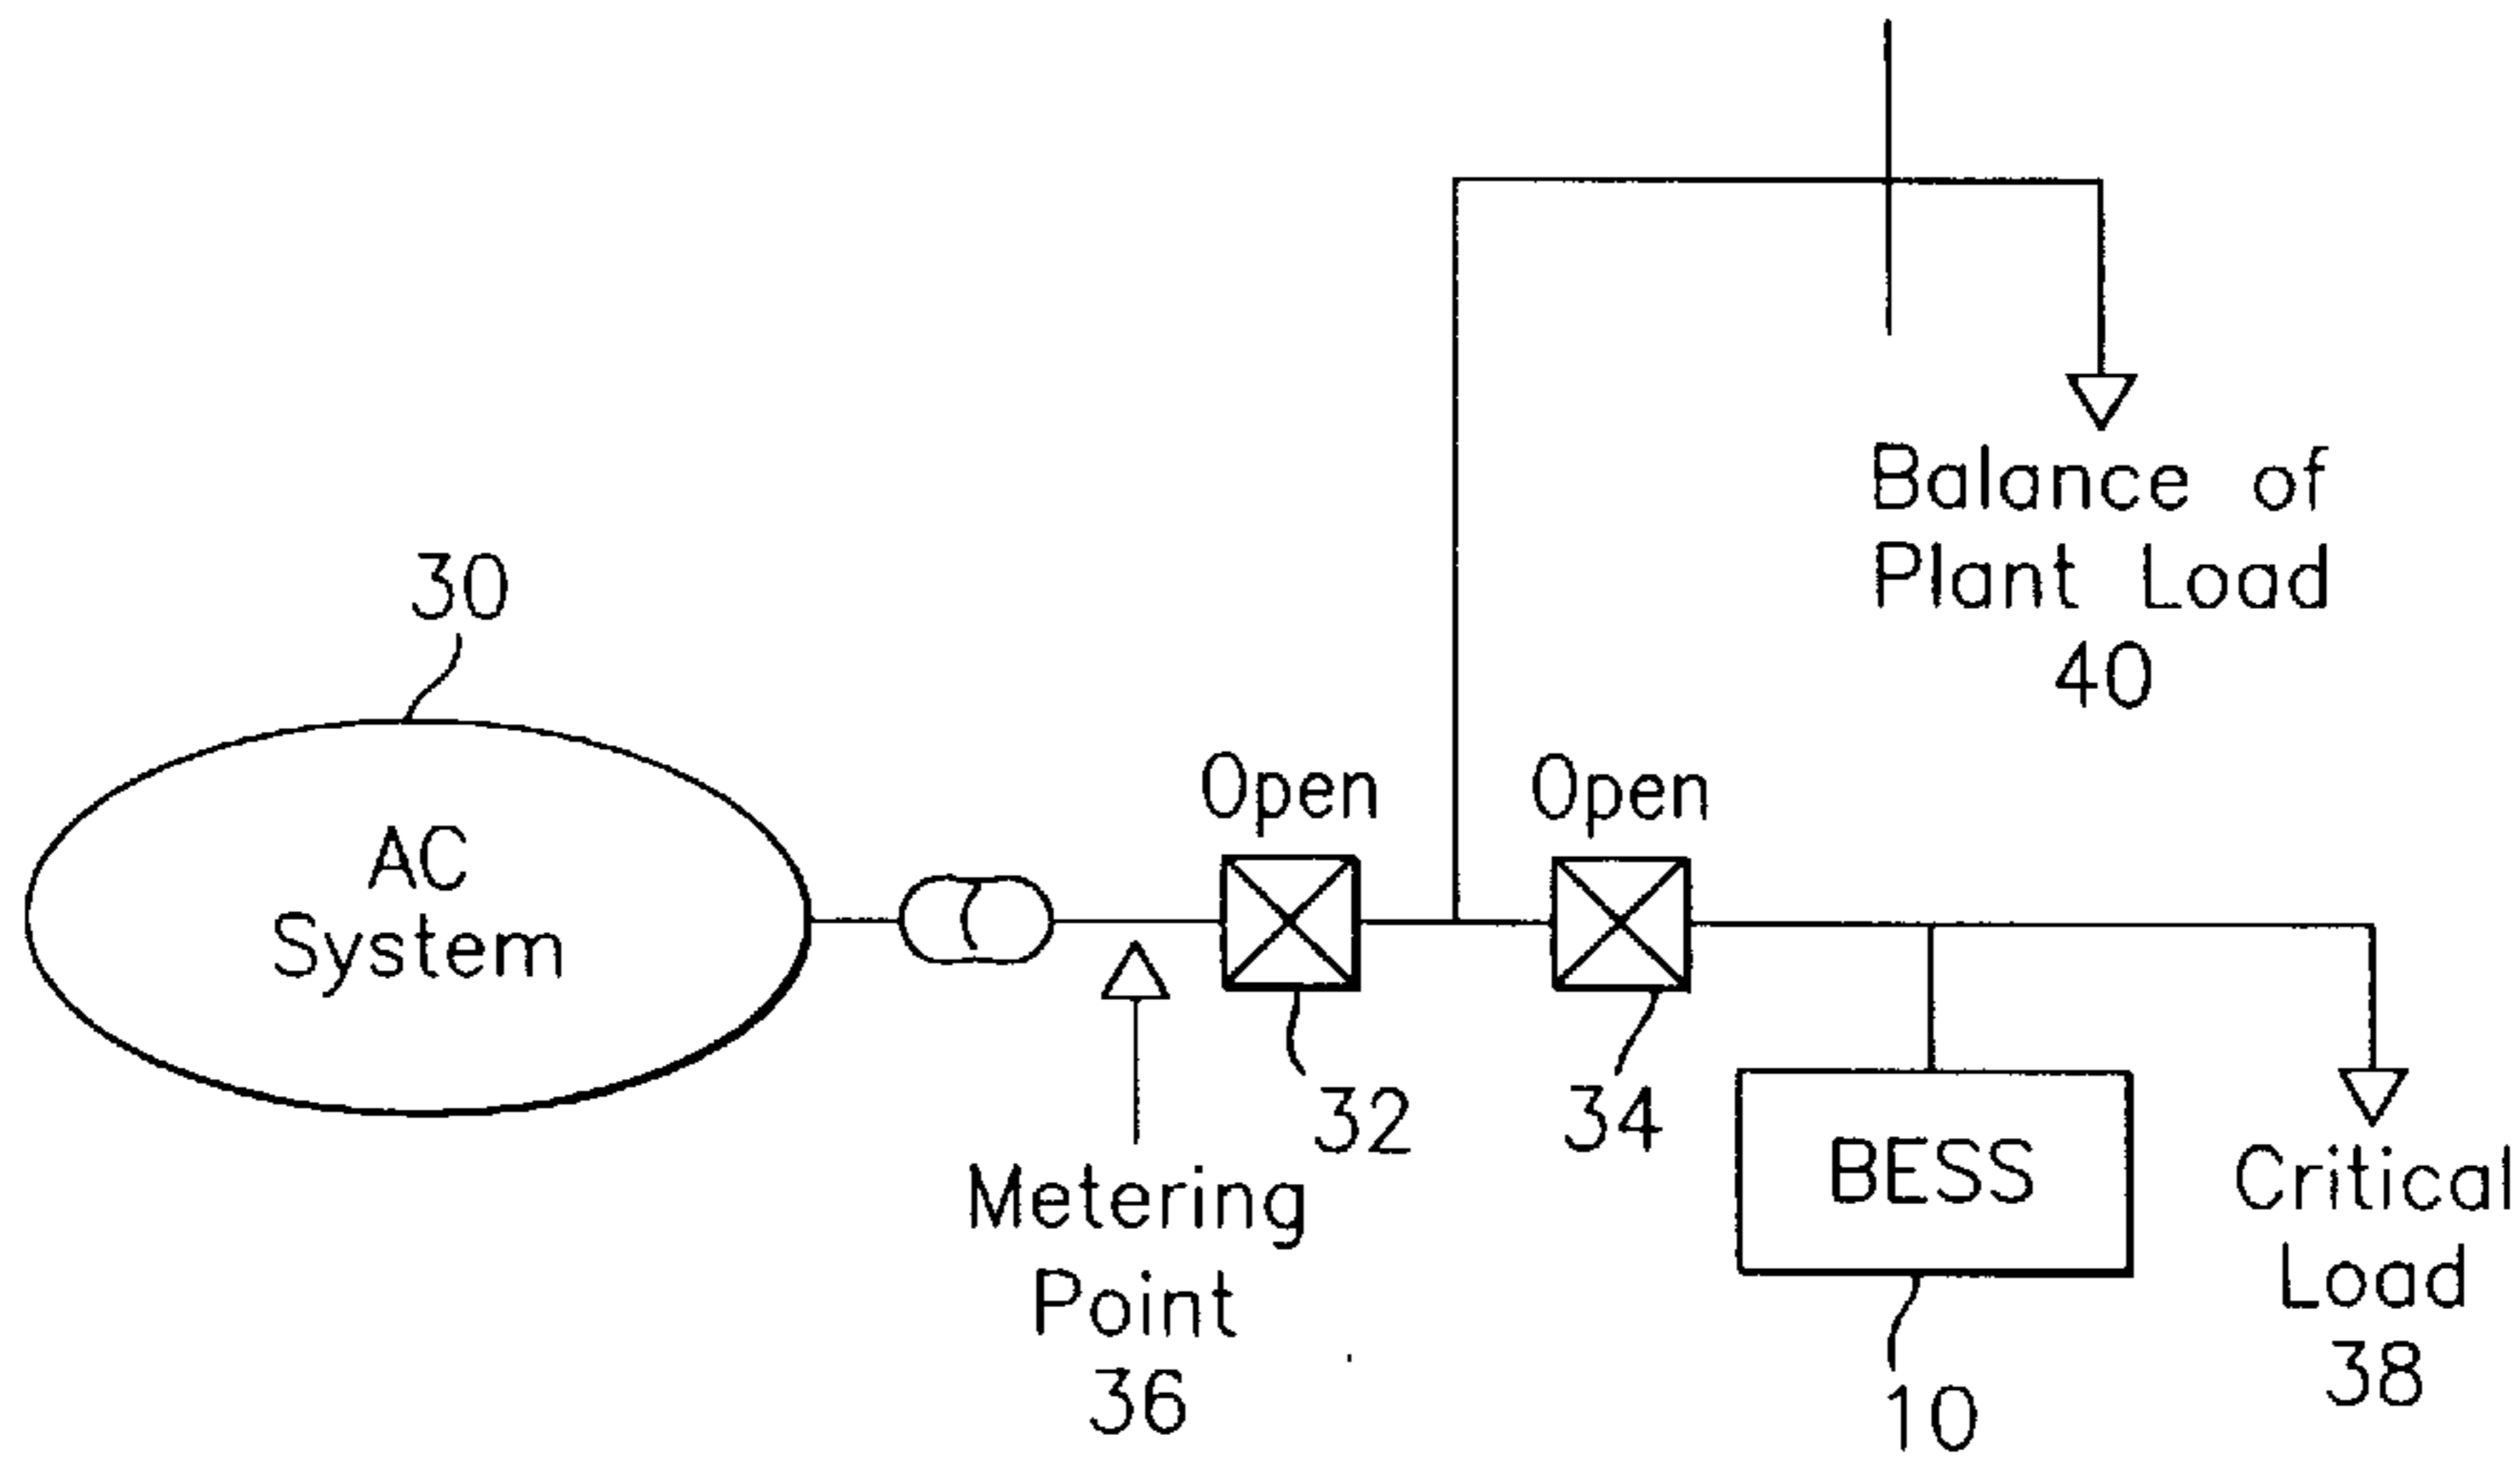 30
AC
System
Open
Open
Balance of
Plant Load
40
32
34
Metering
Point
36
BESS
10
Critical
Load
38